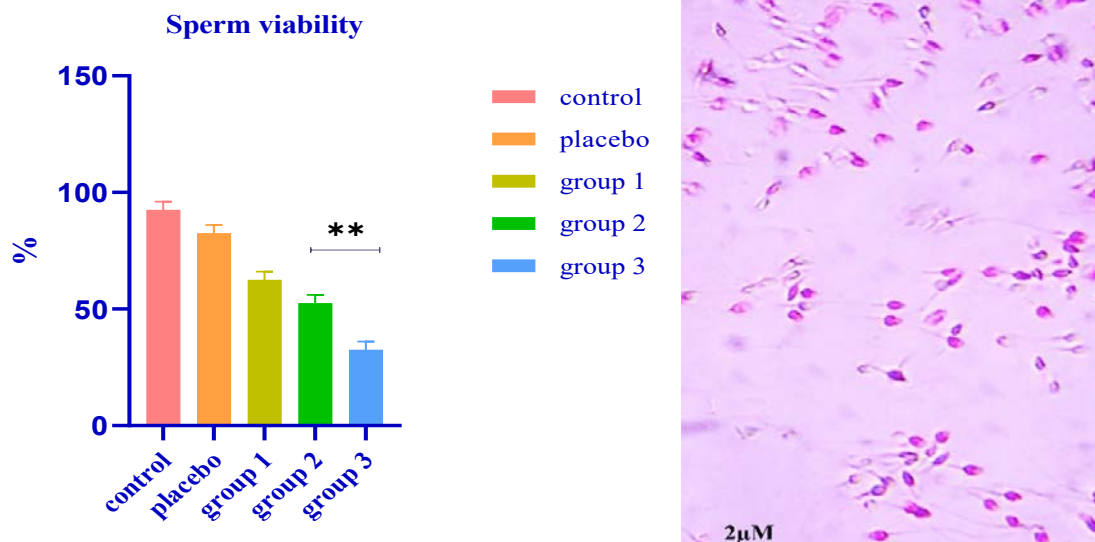 Sperm viability
150
100
50
0
%
control
placebo
group 1
group 2
group 3
**
control
placebo
group 1
group 2
group 3
2µM